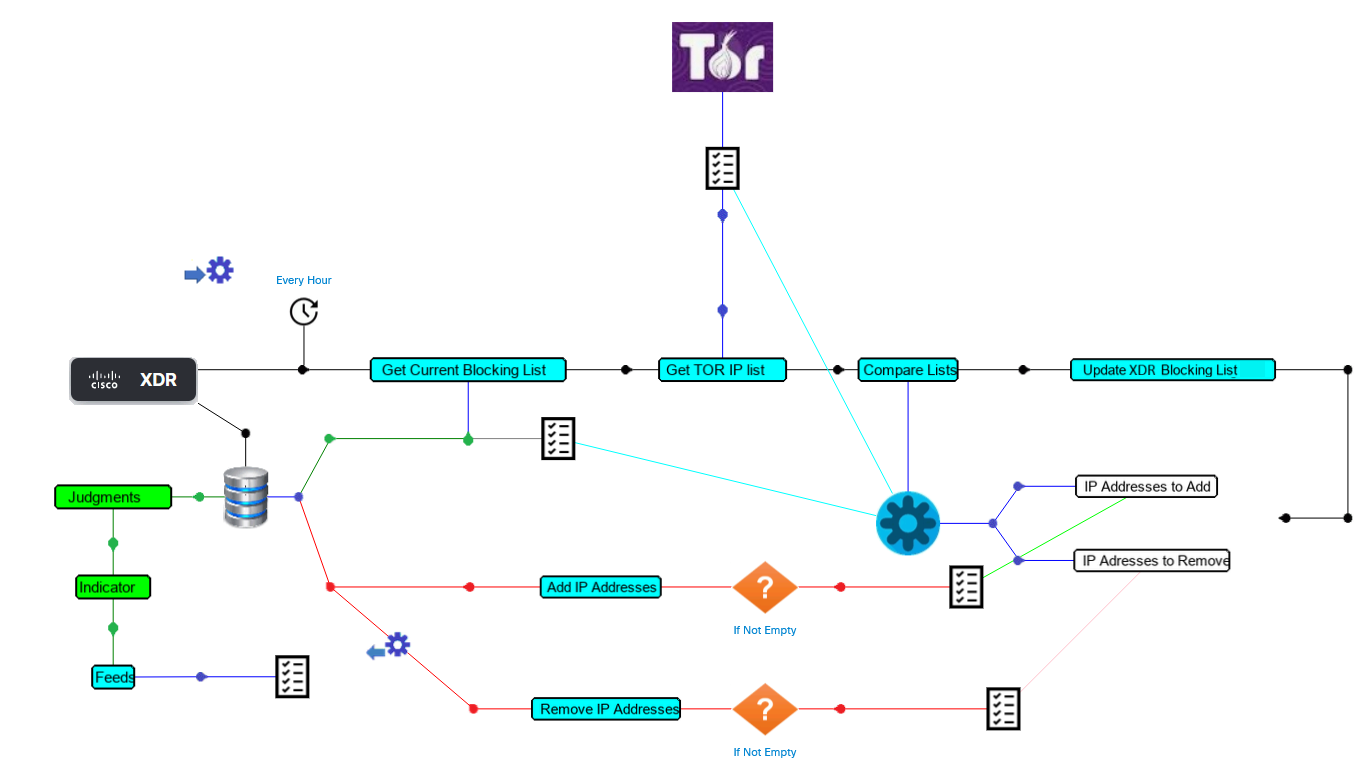 Tor
Every Hour
cisco XDR
Get Current Blocking List
Get TOR IP list
Compare Lists
Update XDR Blocking List
Judgments
IP Addresses to Add
IP Adresses to Remove
Indicator
Add IP Addresses
?
If Not Empty
Feeds
Remove IP Addresses
?
If Not Empty